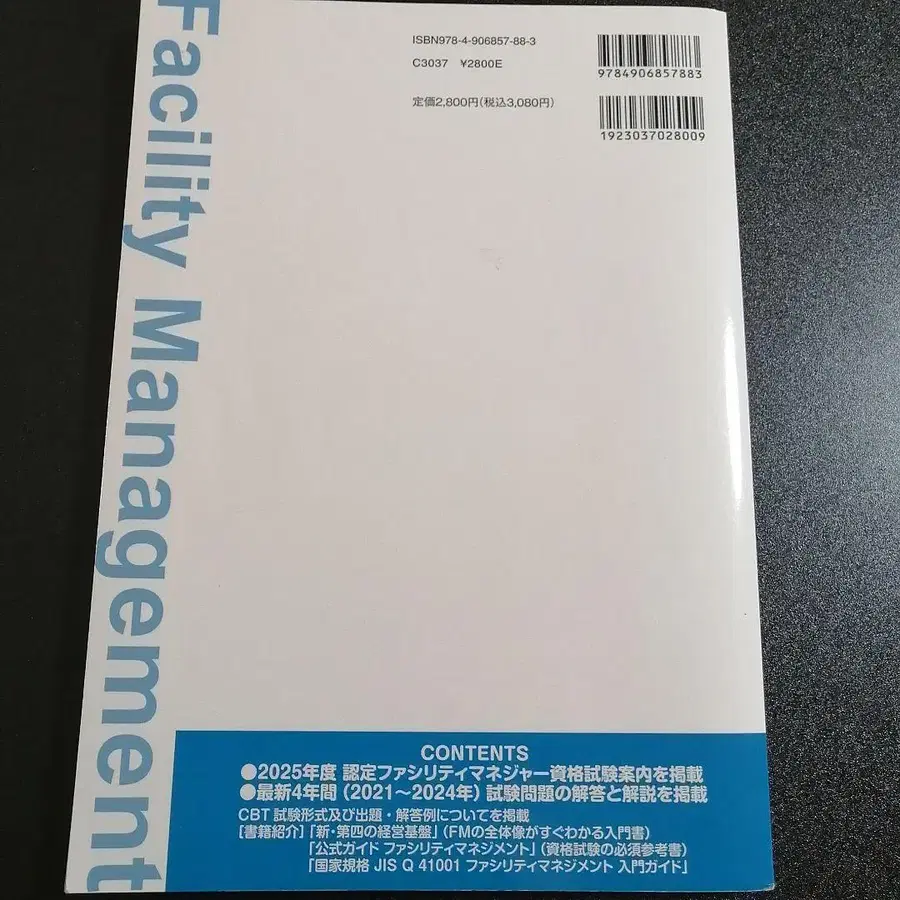 Facility Management
ISBN978-4-906857-88-3
C3037 ¥2800E
定価2,800円(税込3,080円)
9784906857883
1923037028009
CONTENTS
●2025年度 認定ファシリティマネジャー資格試験案内を掲載
●最新4年間(2021～2024年)試験問題の解答と解説を掲載
CBT 試験形式及び出題・解答例についてを掲載
[書籍紹介]「新・第四の経営基盤」(FMの全体像がすぐわかる入門書)
「公式ガイド ファシリティマネジメント」(資格試験の必須参考書)
「国家規格 JIS Q 41001 ファシリティマネジメント 入門ガイド」